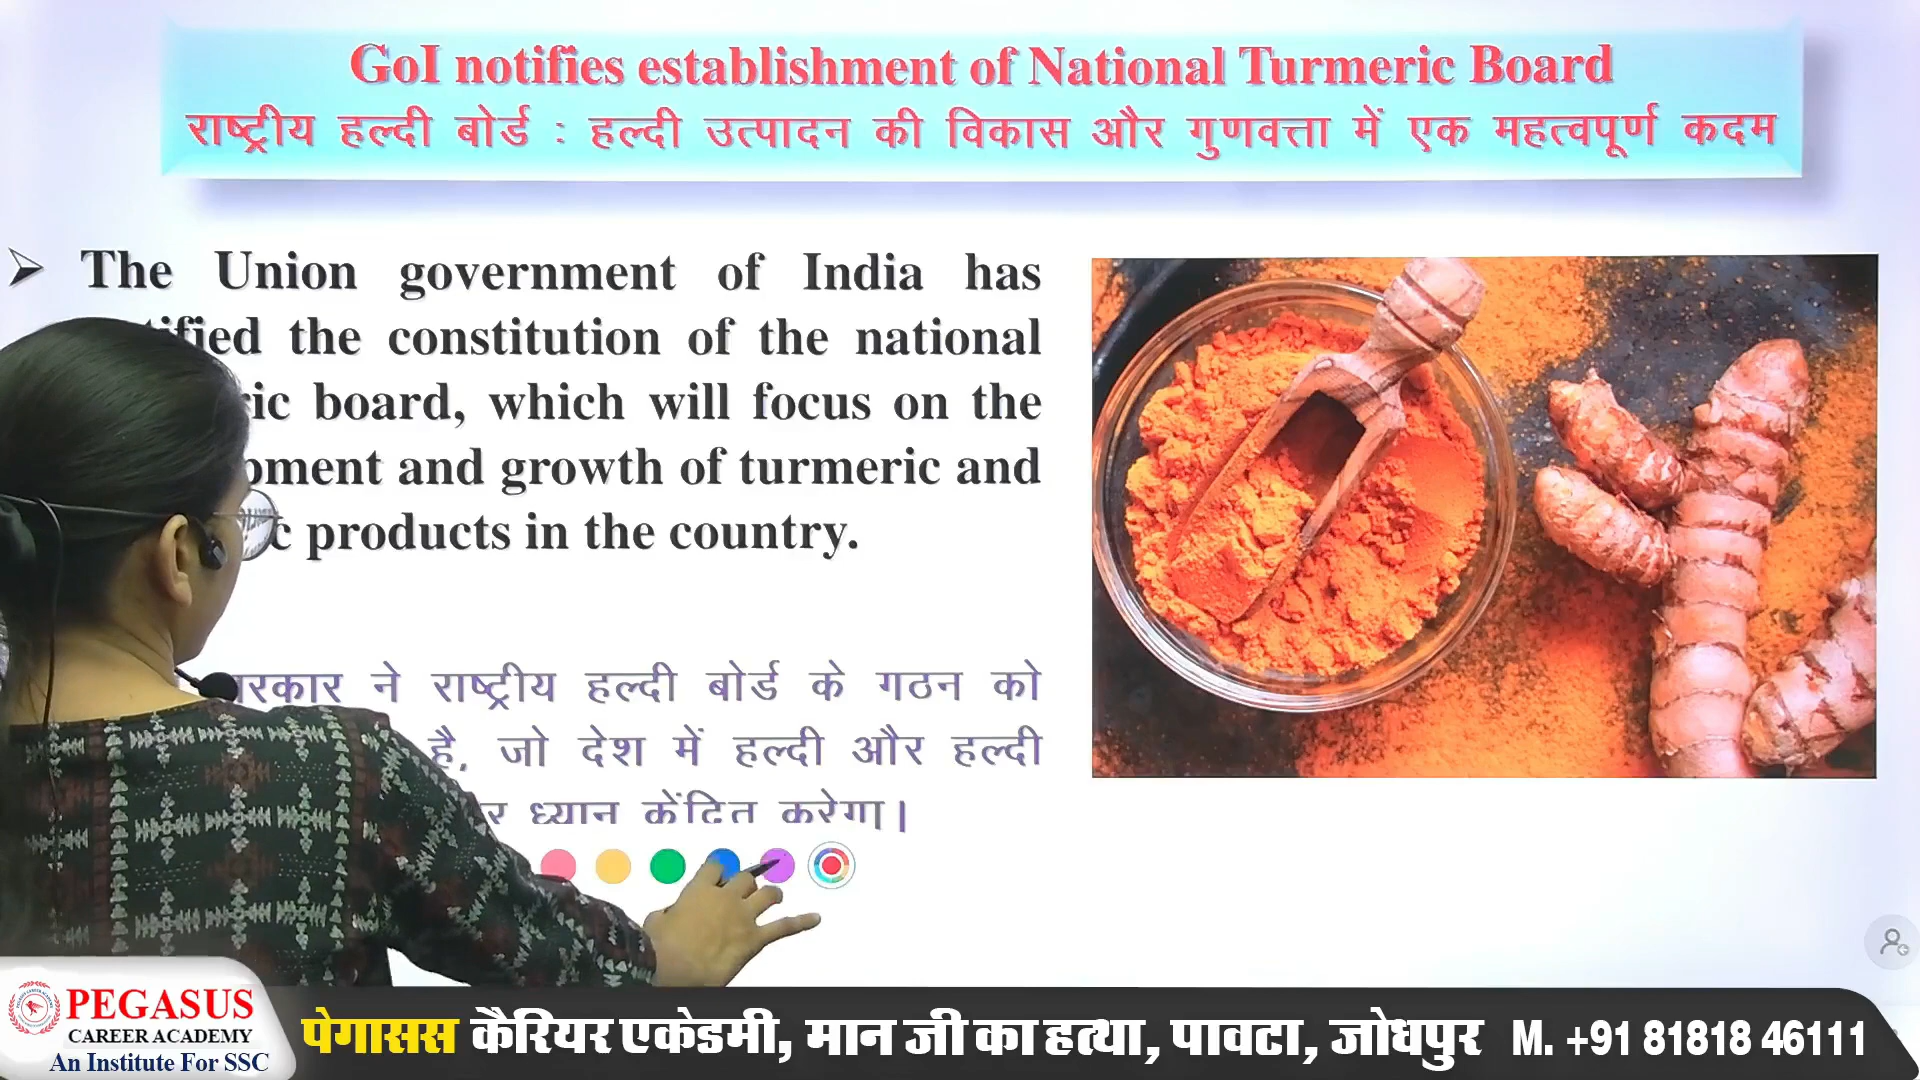 GoI notifies establishment of National Turmeric Board
राष्ट्रीय हल्दी बोर्ड : हल्दी उत्पादन की विकास और गुणवत्ता में एक महत्वपूर्ण कदम
The Union government of India has
the constitution of the national
board, which will focus on the
and growth of turmeric and
products in the country.
ने राष्ट्रीय हल्दी बोर्ड के गठन को
है, जो देश में हल्दी और हल्दी
ध्यान केंद्रित करेगा।
PEGASUS
CAREER ACADEMY
An Institute For SSC
पेगासस कैरियर एकेडमी, मान जी का हत्था, पावटा, जोधपुर M. +91 81818 46111